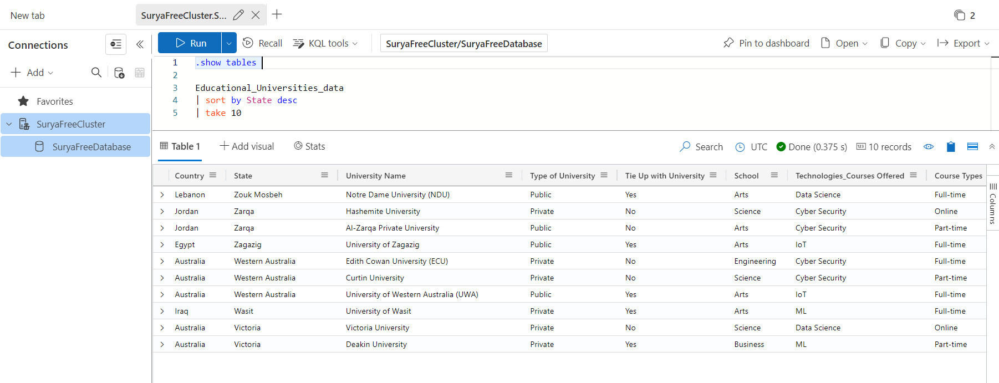 New tab
SuryaFreeCluster.S...
2
Connections
Run
Recall
KQL tools
SuryaFreeCluster/SuryaFreeDatabase
Pin to dashboard
Open
Copy
Export
Add
Favorites
SuryaFreeCluster
SuryaFreeDatabase
1 .show tables
2
3 Educational_Universities_data
4 | sort by State desc
5 | take 10
Table 1
Add visual
Stats
Search
UTC
Done (0.375 s)
123 10 records
Country State University Name Type of University Tie Up with University School Technologies_Courses Offered Course Types
Lebanon Zouk Mosbeh Notre Dame University (NDU) Public Yes Arts Data Science Full-time
Jordan Zarqa Hashemite University Private No Science Cyber Security Online
Jordan Zarqa Al-Zarqa Private University Public No Arts Cyber Security Part-time
Egypt Zagazig University of Zagazig Public Yes Arts IoT Full-time
Australia Western Australia Edith Cowan University (ECU) Private No Engineering Cyber Security Full-time
Australia Western Australia Curtin University Private No Science Cyber Security Part-time
Australia Western Australia University of Western Australia (UWA) Public Yes Arts IoT Full-time
Iraq Wasit University of Wasit Private Yes Arts ML Full-time
Australia Victoria Victoria University Private No Science Data Science Online
Australia Victoria Deakin University Private Yes Business ML Part-time
Columns